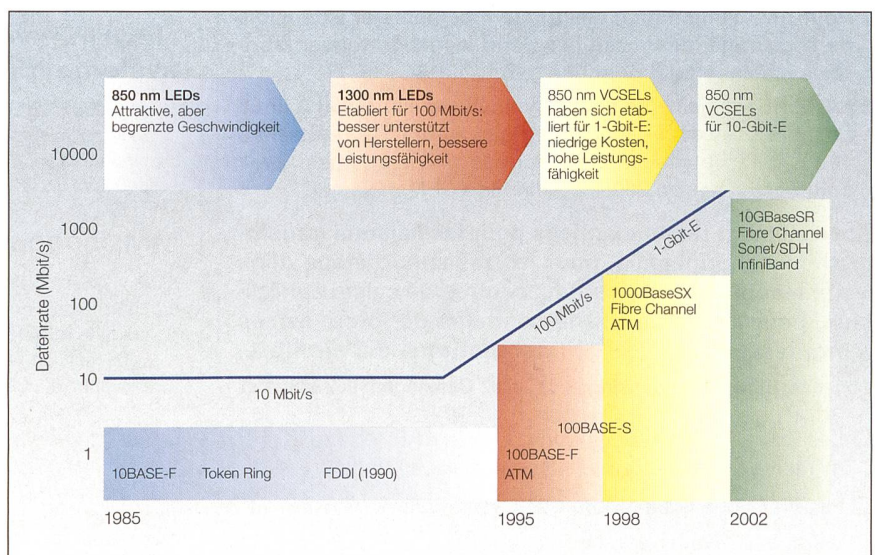 850 nm LEDs
Attraktive, aber
begrenzte Geschwindigkeit
1300 nm LEDs
Etabliert für 100 Mbit/s:
besser unterstützt
von Herstellern, bessere
Leistungsfähigkeit
850 nm VCSELs
haben sich etab-
liert für 1-Gbit-E:
niedrige Kosten,
hohe Leistungs-
fähigkeit
850 nm
VCSELs
für 10-Gbit-E
Datenrate (Mbit/s)
10000
1000
100
10
1
10 Mbit/s
100 Mbit/s
1-Gbit-E
10BASE-F
Token Ring
FDDI (1990)
100BASE-S
100BASE-F
ATM
1000BaseSX
Fibre Channel
ATM
10GBaseSR
Fibre Channel
Sonet/SDH
InfiniBand
1985
1995
1998
2002